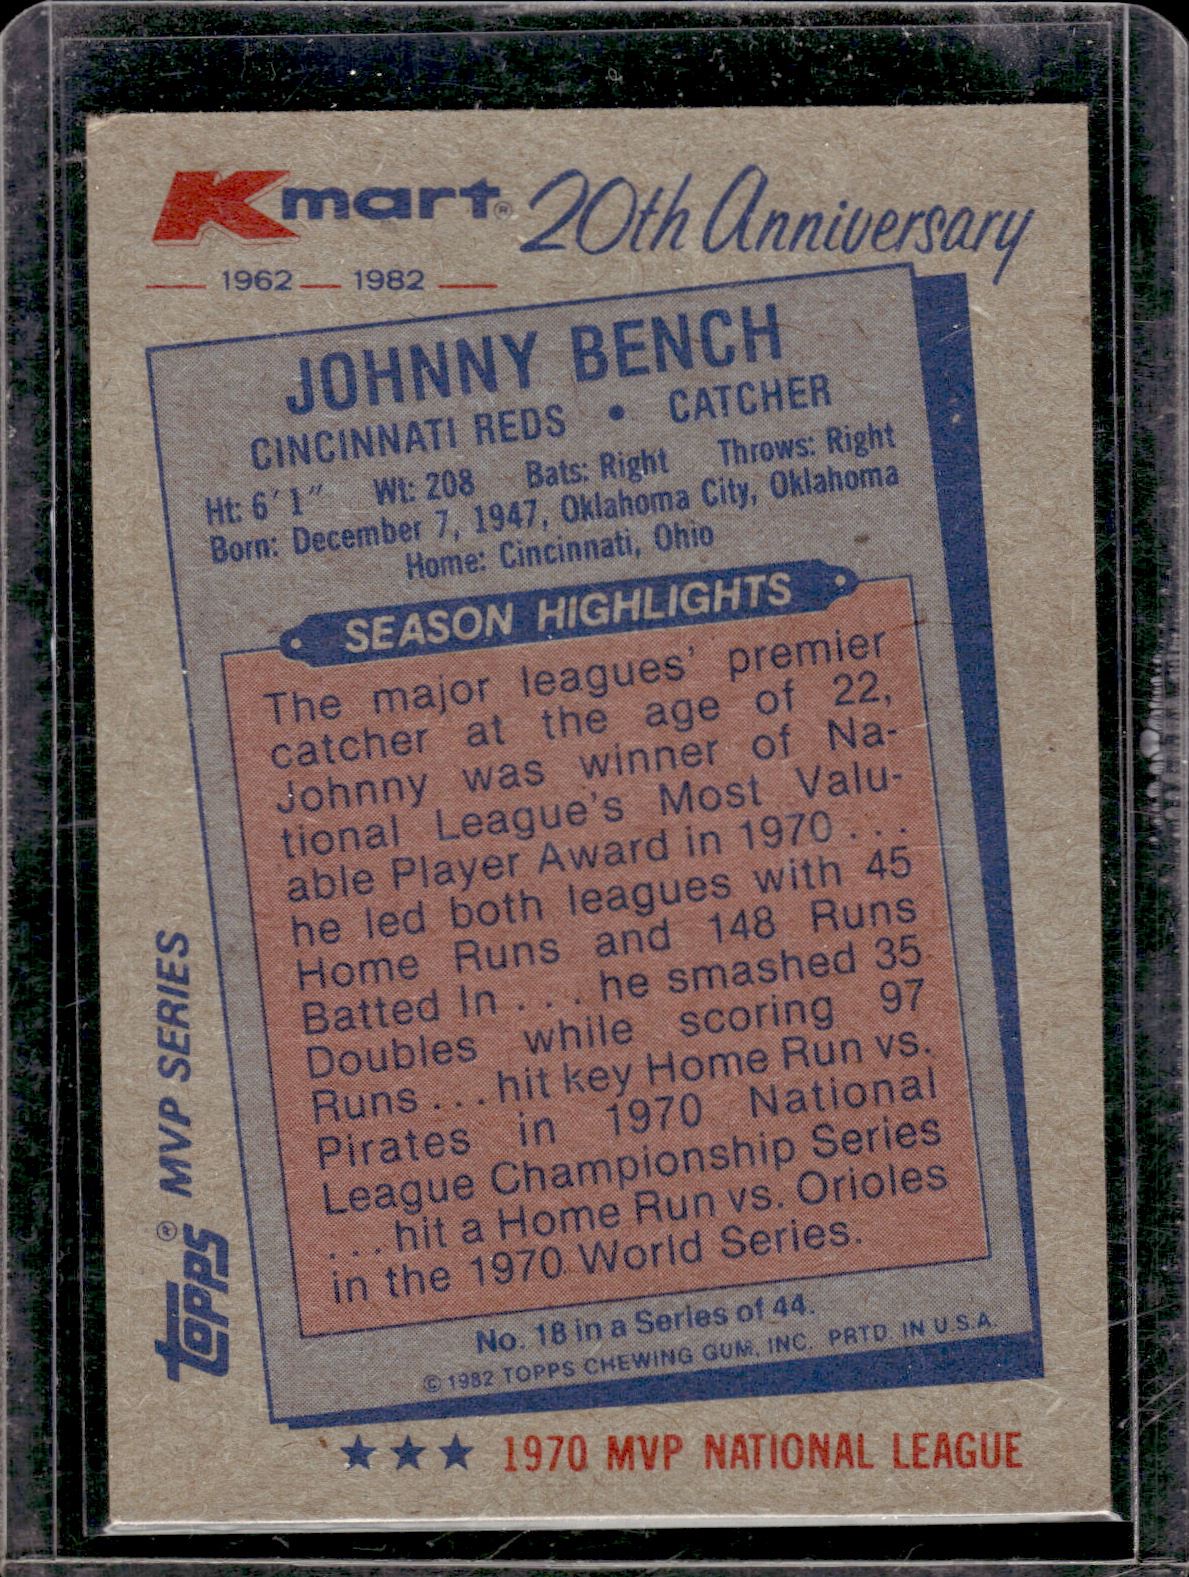 Kmart® 20th Anniversary
1962 — 1982
JOHNNY BENCH
CINCINNATI REDS • CATCHER
Ht: 6'1" Wt: 208 Bats: Right Throws: Right
Born: December 7, 1947, Oklahoma City, Oklahoma
Home: Cincinnati, Ohio
SEASON HIGHLIGHTS
The major leagues' premier
catcher at the age of 22,
Johnny was winner of Na-
tional League's Most Valu-
able Player Award in 1970 ...
he led both leagues with 45
Home Runs and 148 Runs
Batted In ... he smashed 35
Doubles while scoring 97
Runs ... hit key Home Run vs.
Pirates in 1970 National
League Championship Series
... hit a Home Run vs. Orioles
in the 1970 World Series.
No. 18 in a Series of 44.
© 1982 TOPPS CHEWING GUM, INC. PRTD. IN U.S.A.
TOPPS® MVP SERIES
★★★ 1970 MVP NATIONAL LEAGUE